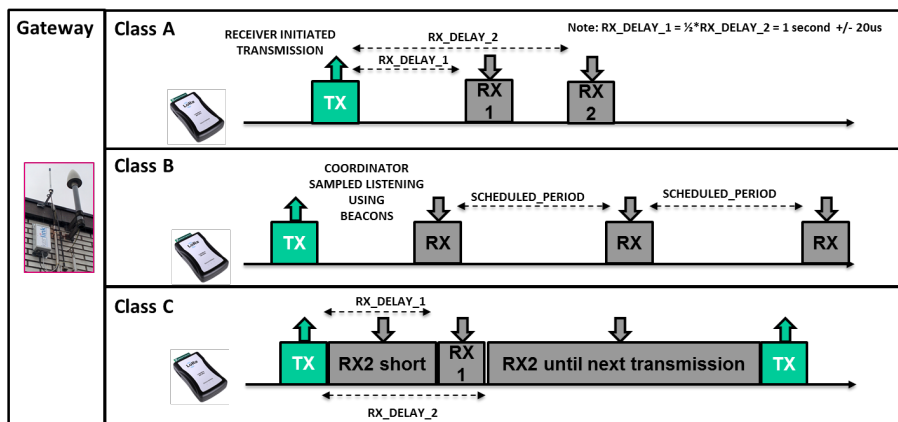 Gateway
Class A
RECEIVER INITIATED
TRANSMISSION
RX_DELAY_2
RX_DELAY_1
Note: RX_DELAY_1 = ½*RX_DELAY_2 = 1 second +/- 20us
TX
RX
1
RX
2
Class B
COORDINATOR
SAMPLED LISTENING
USING
BEACONS
SCHEDULED_PERIOD
SCHEDULED_PERIOD
TX
RX
RX
RX
Class C
RX_DELAY_1
TX
RX2 short
RX
1
RX2 until next transmission
TX
RX_DELAY_2